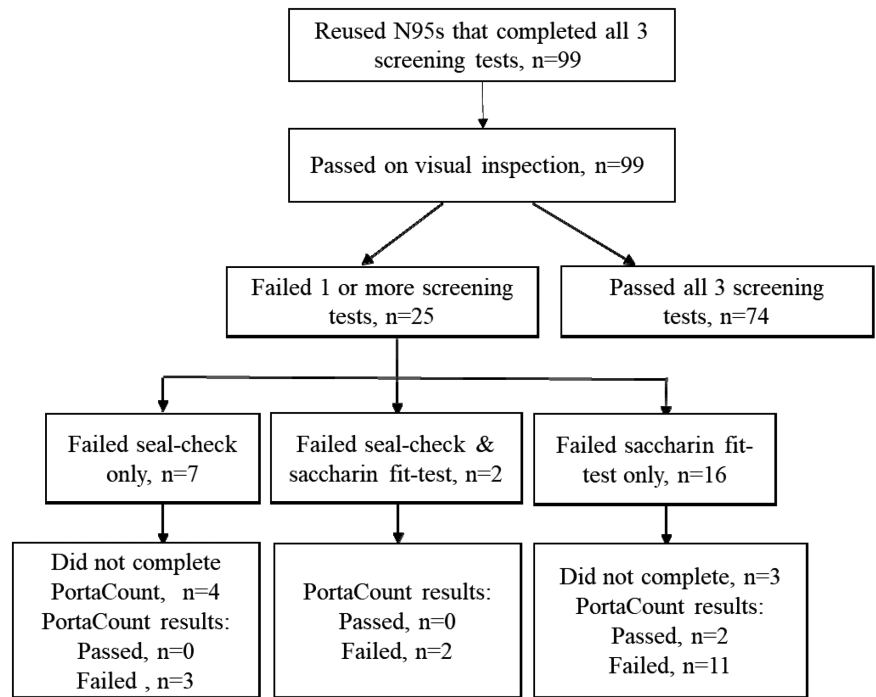 Reused N95s that completed all 3
screening tests, n=99
Passed on visual inspection, n=99
Failed 1 or more screening
tests, n=25
Passed all 3 screening
tests, n=74
Failed seal-check
only, n=7
Failed seal-check &
saccharin fit-test, n=2
Failed saccharin fit-
test only, n=16
Did not complete
PortaCount, n=4
PortaCount results:
Passed, n=0
Failed , n=3
PortaCount results:
Passed, n=0
Failed, n=2
Did not complete, n=3
PortaCount results:
Passed, n=2
Failed, n=11